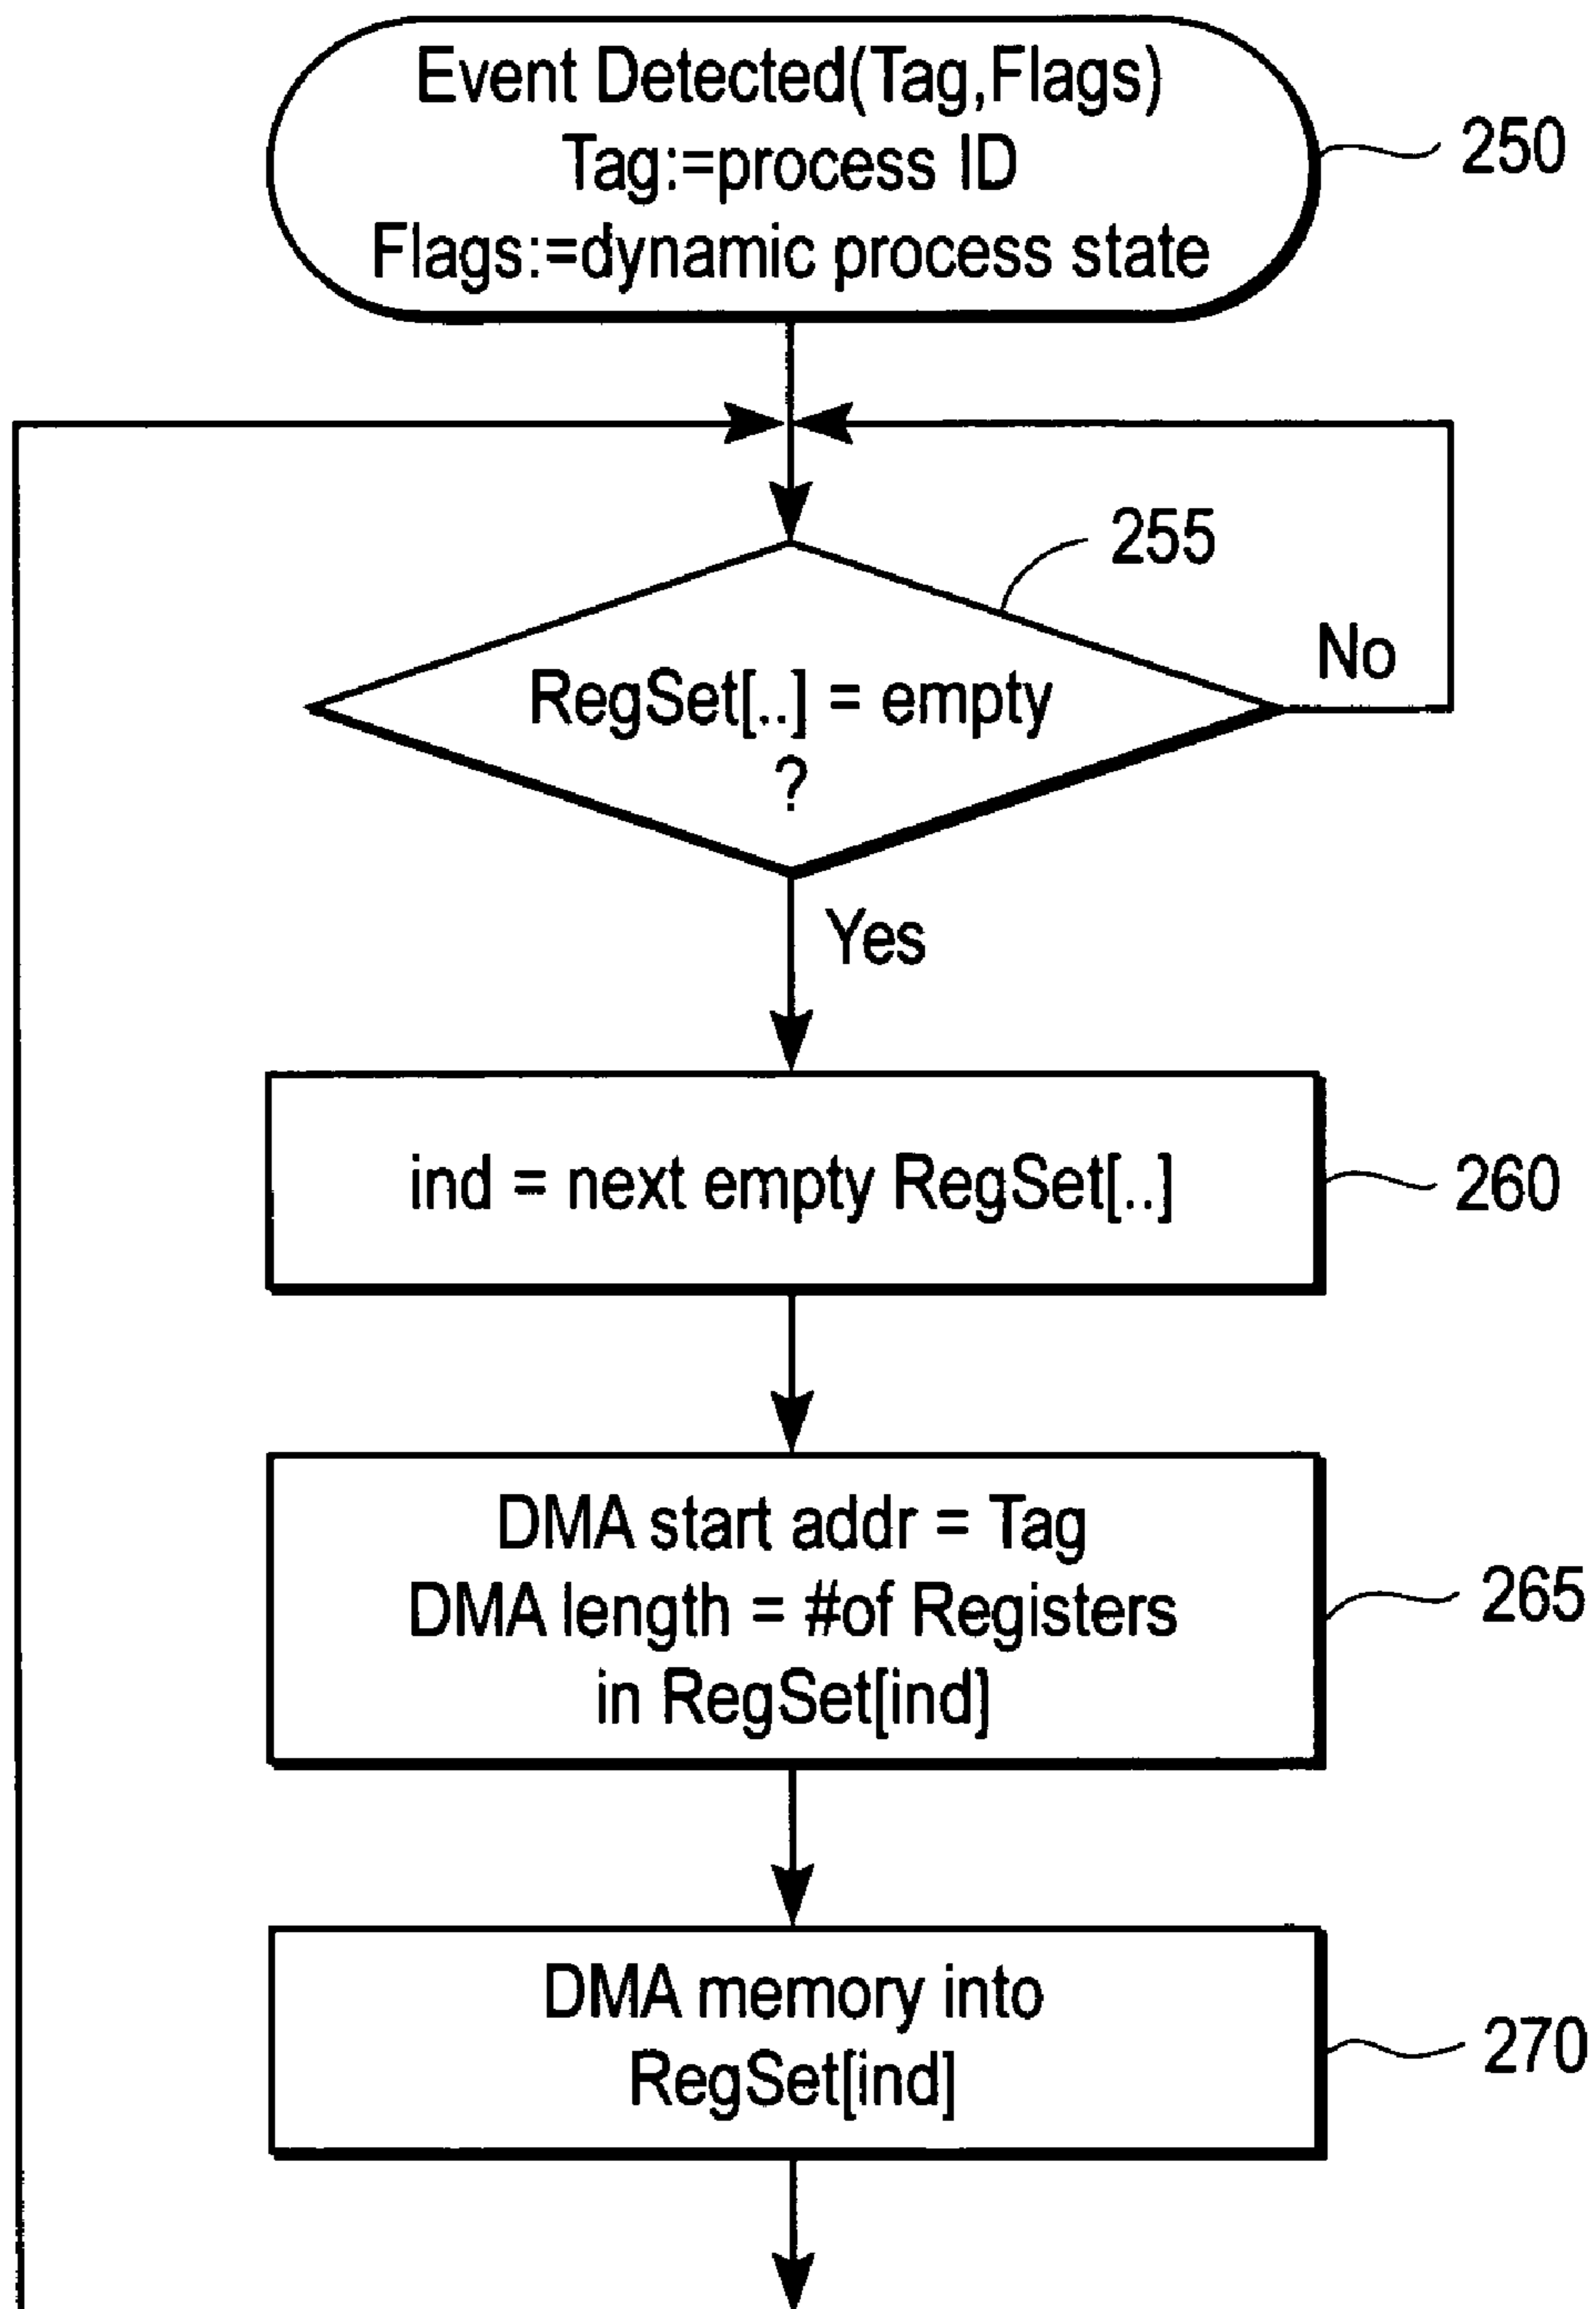 Event Detected(Tag,Flags)
Tag:=process ID
Flags:=dynamic process state
250
255
No
RegSet[..] = empty
?
Yes
ind = next empty RegSet[..]
260
DMA start addr = Tag
DMA length = #of Registers
in RegSet[ind]
265
DMA memory into
RegSet[ind]
270